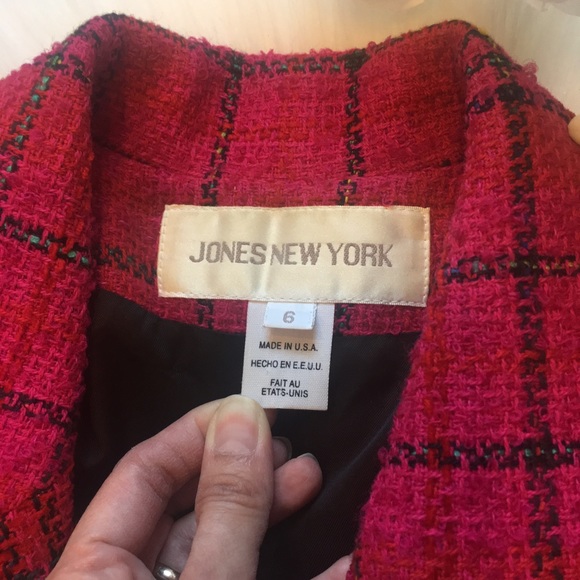 JONES NEW YORK
6
MADE IN U.S.A.
HECHO EN E.E.U.U.
FAIT AU
ETATS-UNIS